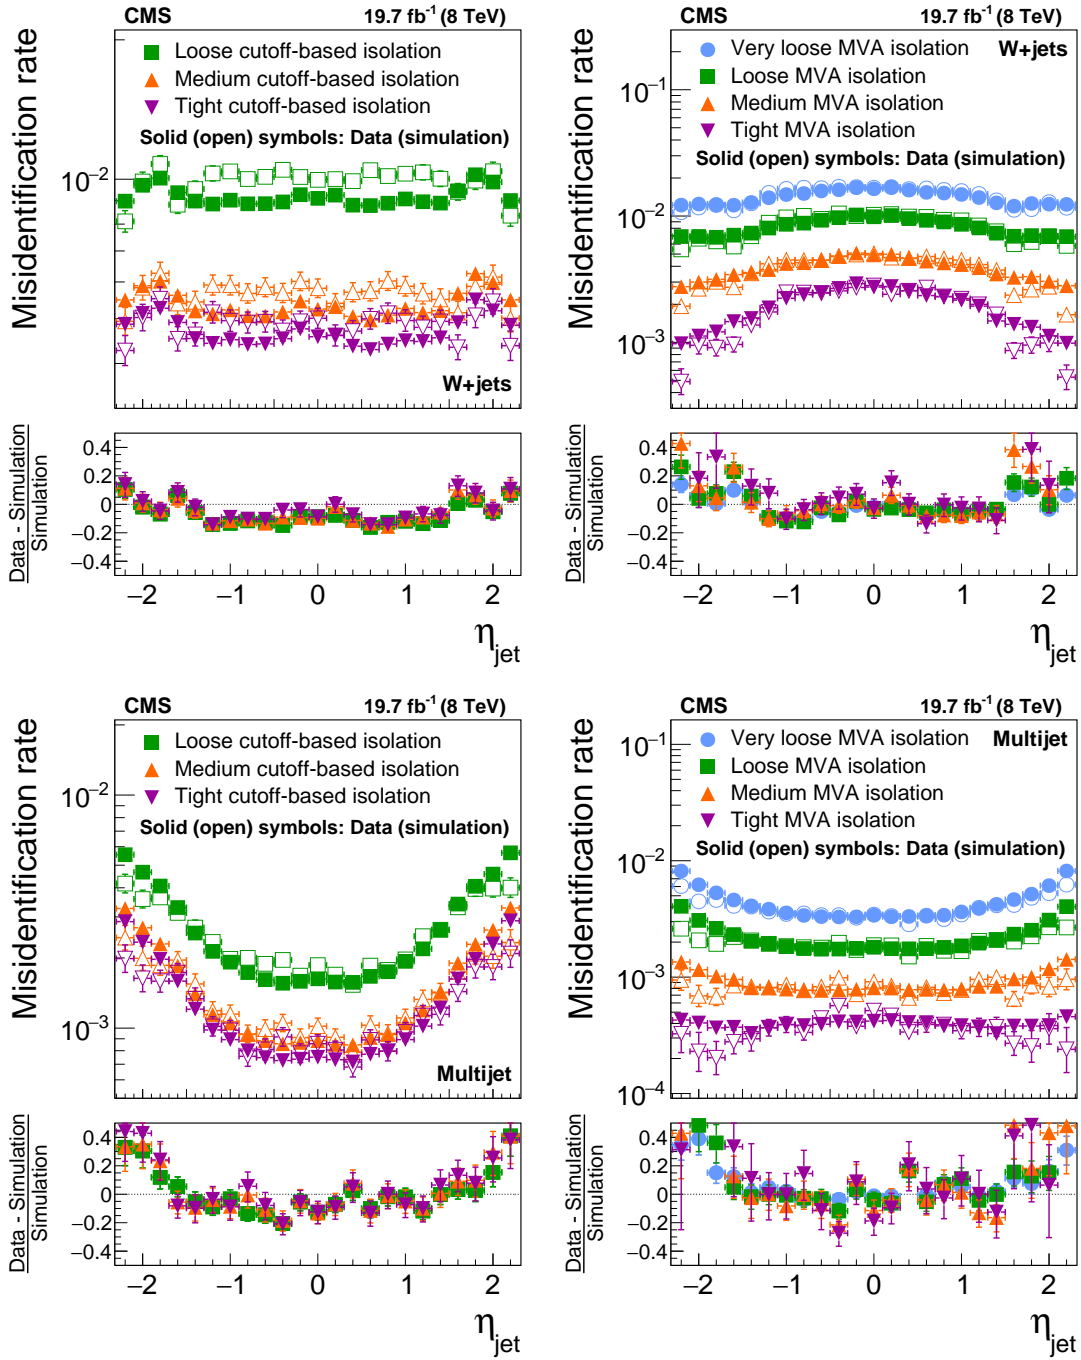 CMS 19.7 fb⁻¹ (8 TeV)
Misidentification rate
Loose cutoff-based isolation
Medium cutoff-based isolation
Tight cutoff-based isolation
Solid (open) symbols: Data (simulation)
10⁻²
W+jets
Data - Simulation
Simulation
0.4
0.2
0
−0.2
−0.4
−2 −1 0 1 2
η_jet
CMS 19.7 fb⁻¹ (8 TeV)
Misidentification rate
Very loose MVA isolation
W+jets
Loose MVA isolation
Medium MVA isolation
Tight MVA isolation
Solid (open) symbols: Data (simulation)
10⁻¹
10⁻²
10⁻³
Data - Simulation
Simulation
0.4
0.2
0
−0.2
−0.4
−2 −1 0 1 2
η_jet
CMS 19.7 fb⁻¹ (8 TeV)
Misidentification rate
Loose cutoff-based isolation
Medium cutoff-based isolation
Tight cutoff-based isolation
Solid (open) symbols: Data (simulation)
10⁻²
10⁻³
Multijet
Data - Simulation
Simulation
0.4
0.2
0
−0.2
−0.4
−2 −1 0 1 2
η_jet
CMS 19.7 fb⁻¹ (8 TeV)
Misidentification rate
Very loose MVA isolation
Multijet
Loose MVA isolation
Medium MVA isolation
Tight MVA isolation
Solid (open) symbols: Data (simulation)
10⁻¹
10⁻²
10⁻³
10⁻⁴
Data - Simulation
Simulation
0.4
0.2
0
−0.2
−0.4
−2 −1 0 1 2
η_jet